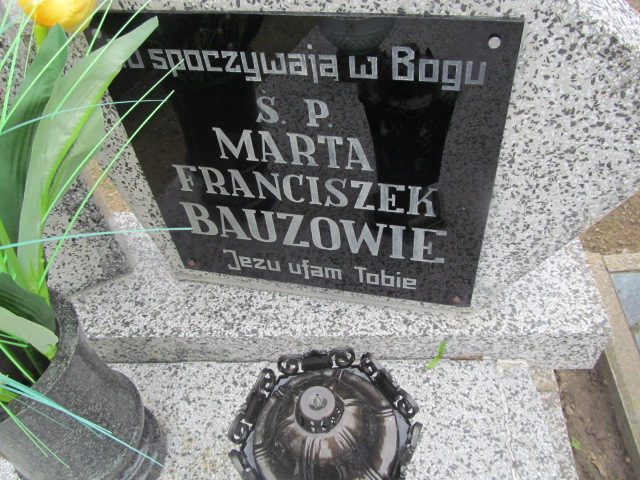 spoczywają w Bogu
Ś. P.
MARTA
FRANCISZEK
BAUZOWIE
Jezu ufam Tobie